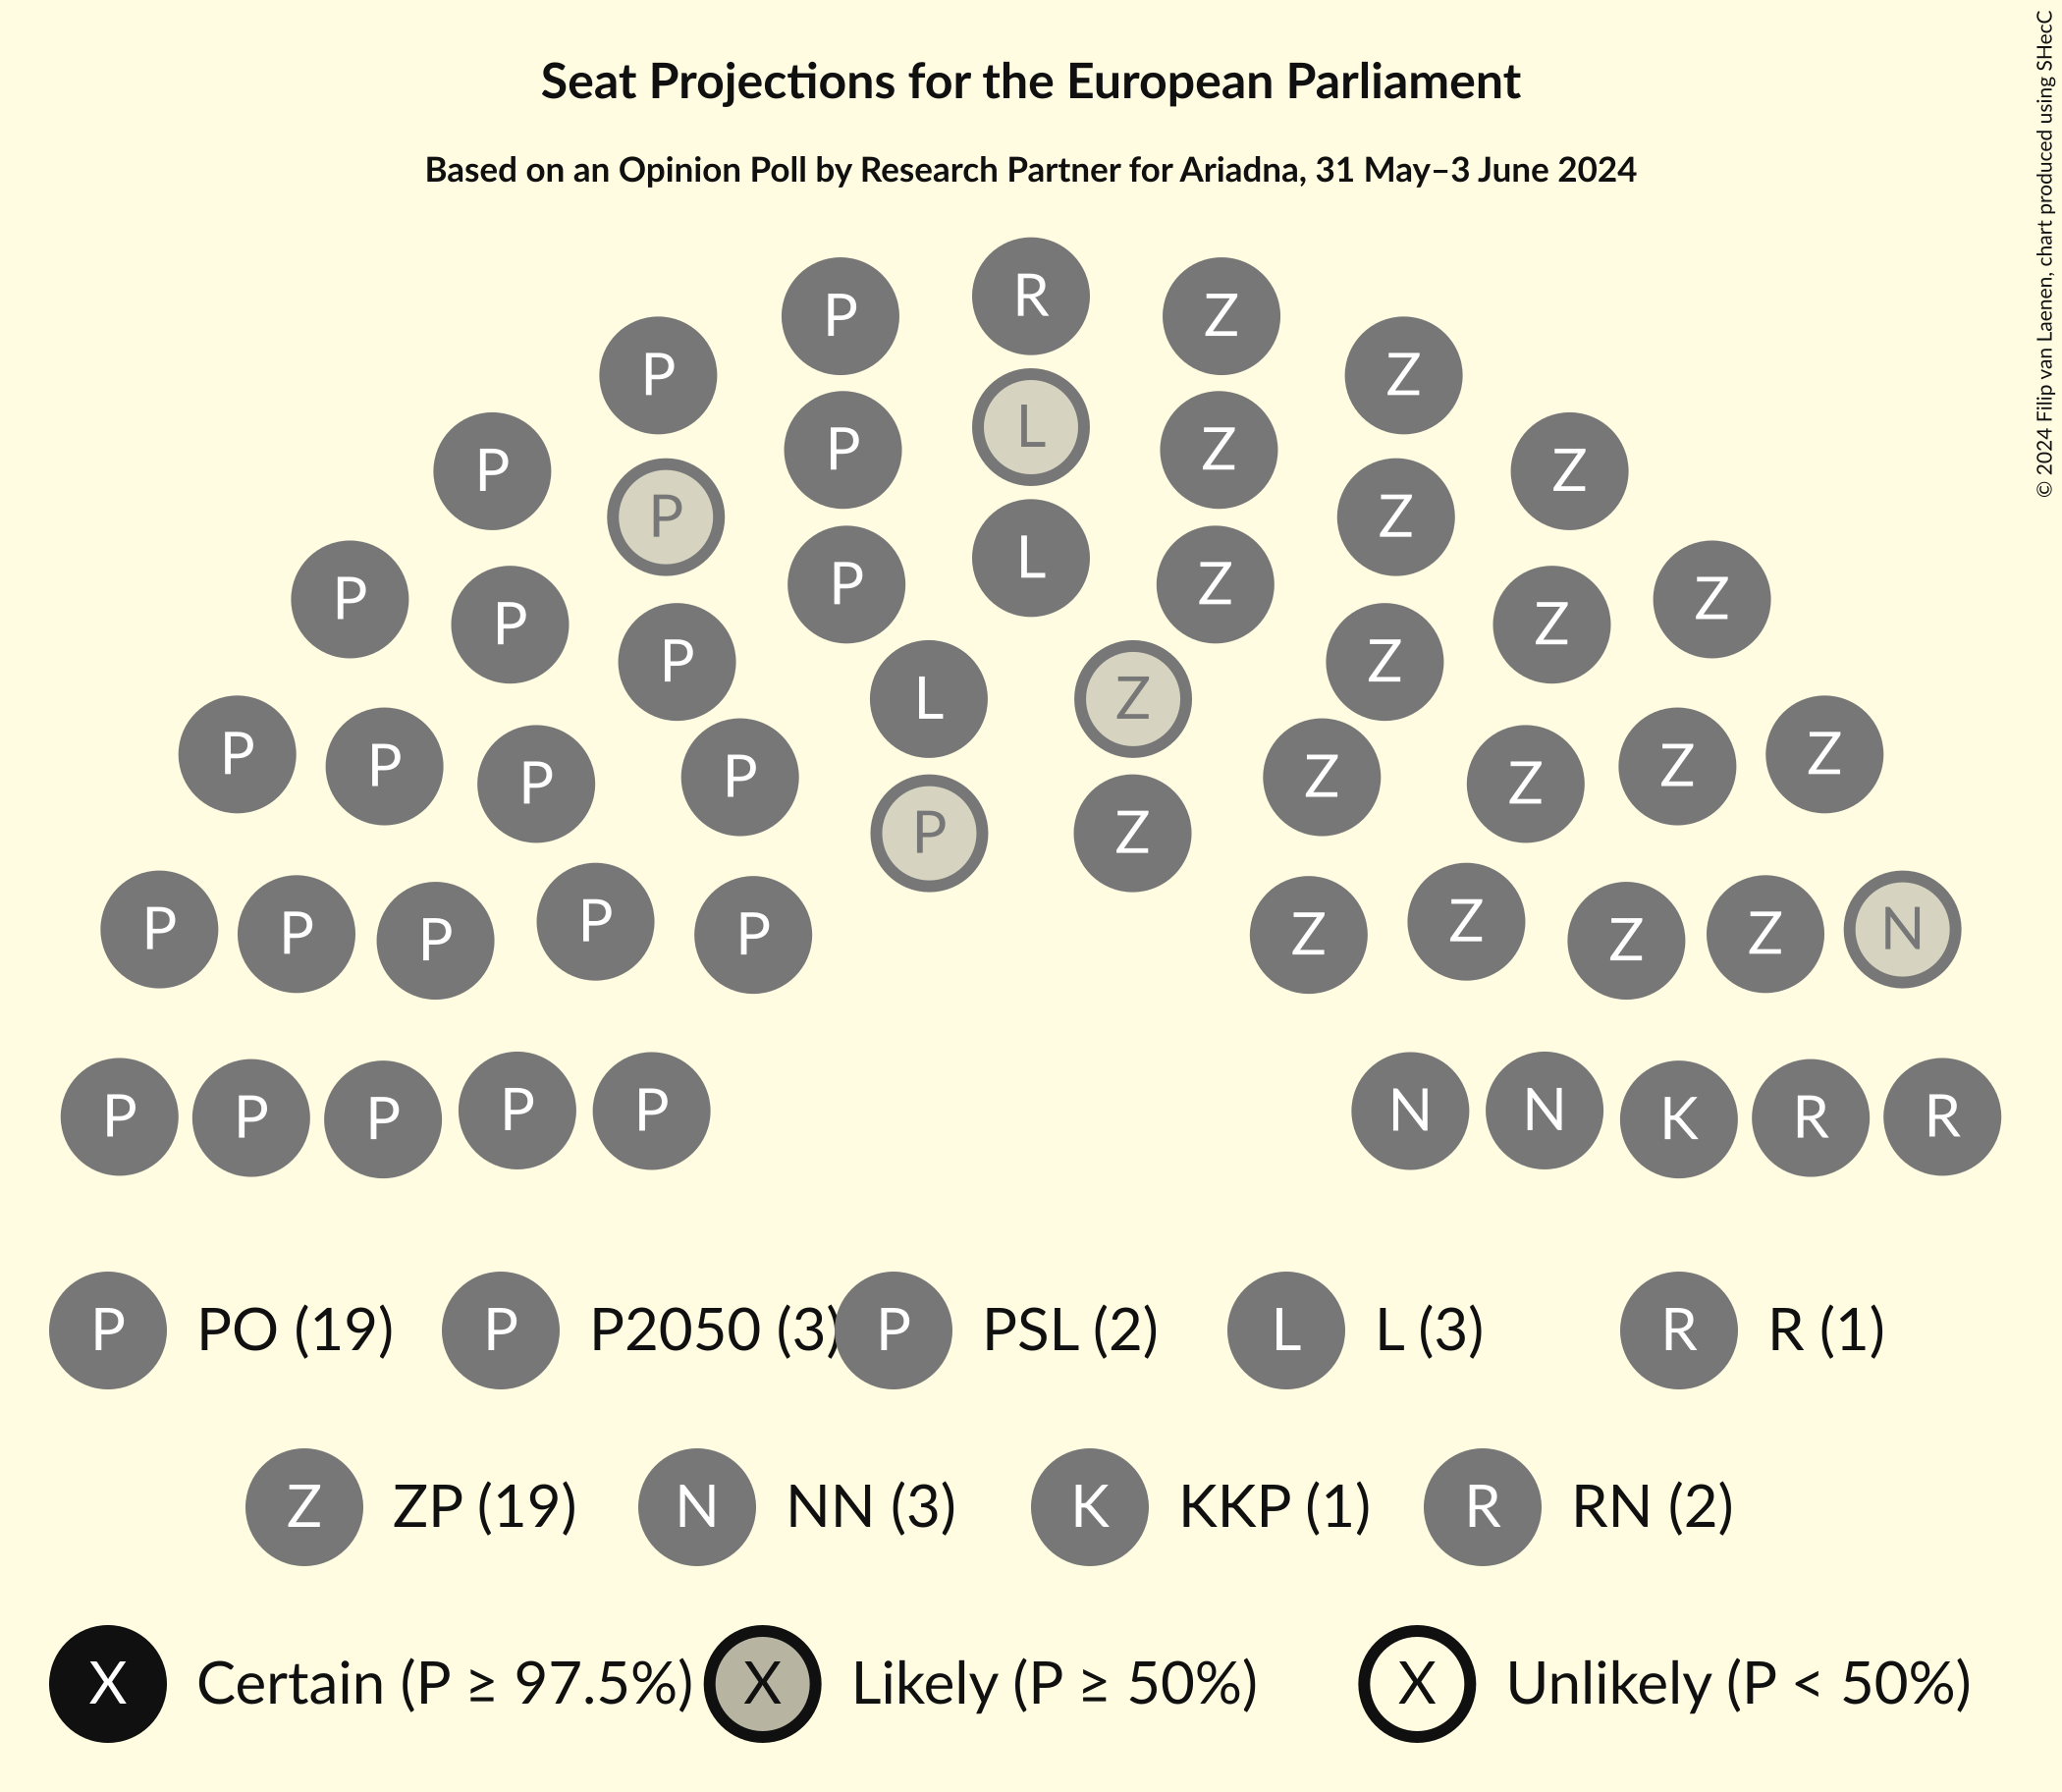 Seat Projections for the European Parliament
Based on an Opinion Poll by Research Partner for Ariadna, 31 May–3 June 2024
© 2024 Filip van Laenen, chart produced using SHecC
R
P Z
P Z
L
P P Z Z
P P Z Z
L
P P Z Z
P P Z Z
P Z
L Z
P P Z Z
P P Z Z
P Z
P Z
P P Z N
P P Z Z
P P Z Z
P P P P P N N K R R
P PO (19) P P2050 (3) P PSL (2) L L (3) R R (1)
Z ZP (19) N NN (3) K KKP (1) R RN (2)
X Certain (P ≥ 97.5%) X Likely (P ≥ 50%) X Unlikely (P < 50%)